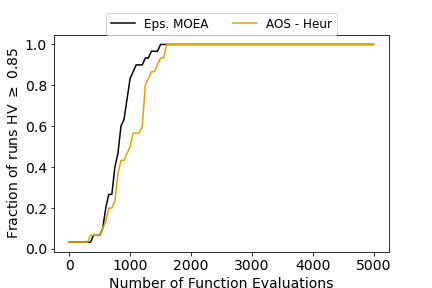 Eps. MOEA AOS - Heur
Fraction of runs HV ≥ 0.85
1.0
0.8
0.6
0.4
0.2
0.0
0 1000 2000 3000 4000 5000
Number of Function Evaluations